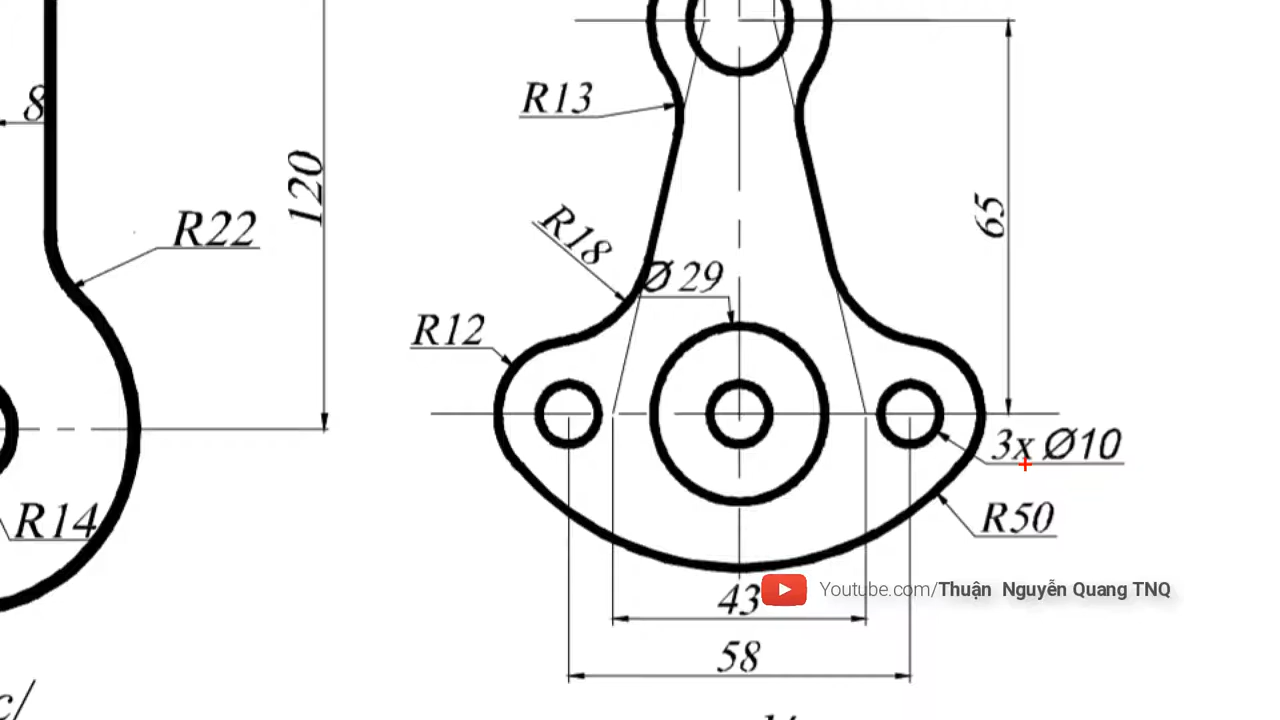 8
R13
120
65
R22
R18
Ø 29
R12
3x Ø10
R14
R50
43
Youtube.com/Thuận Nguyễn Quang TNQ
58
c/